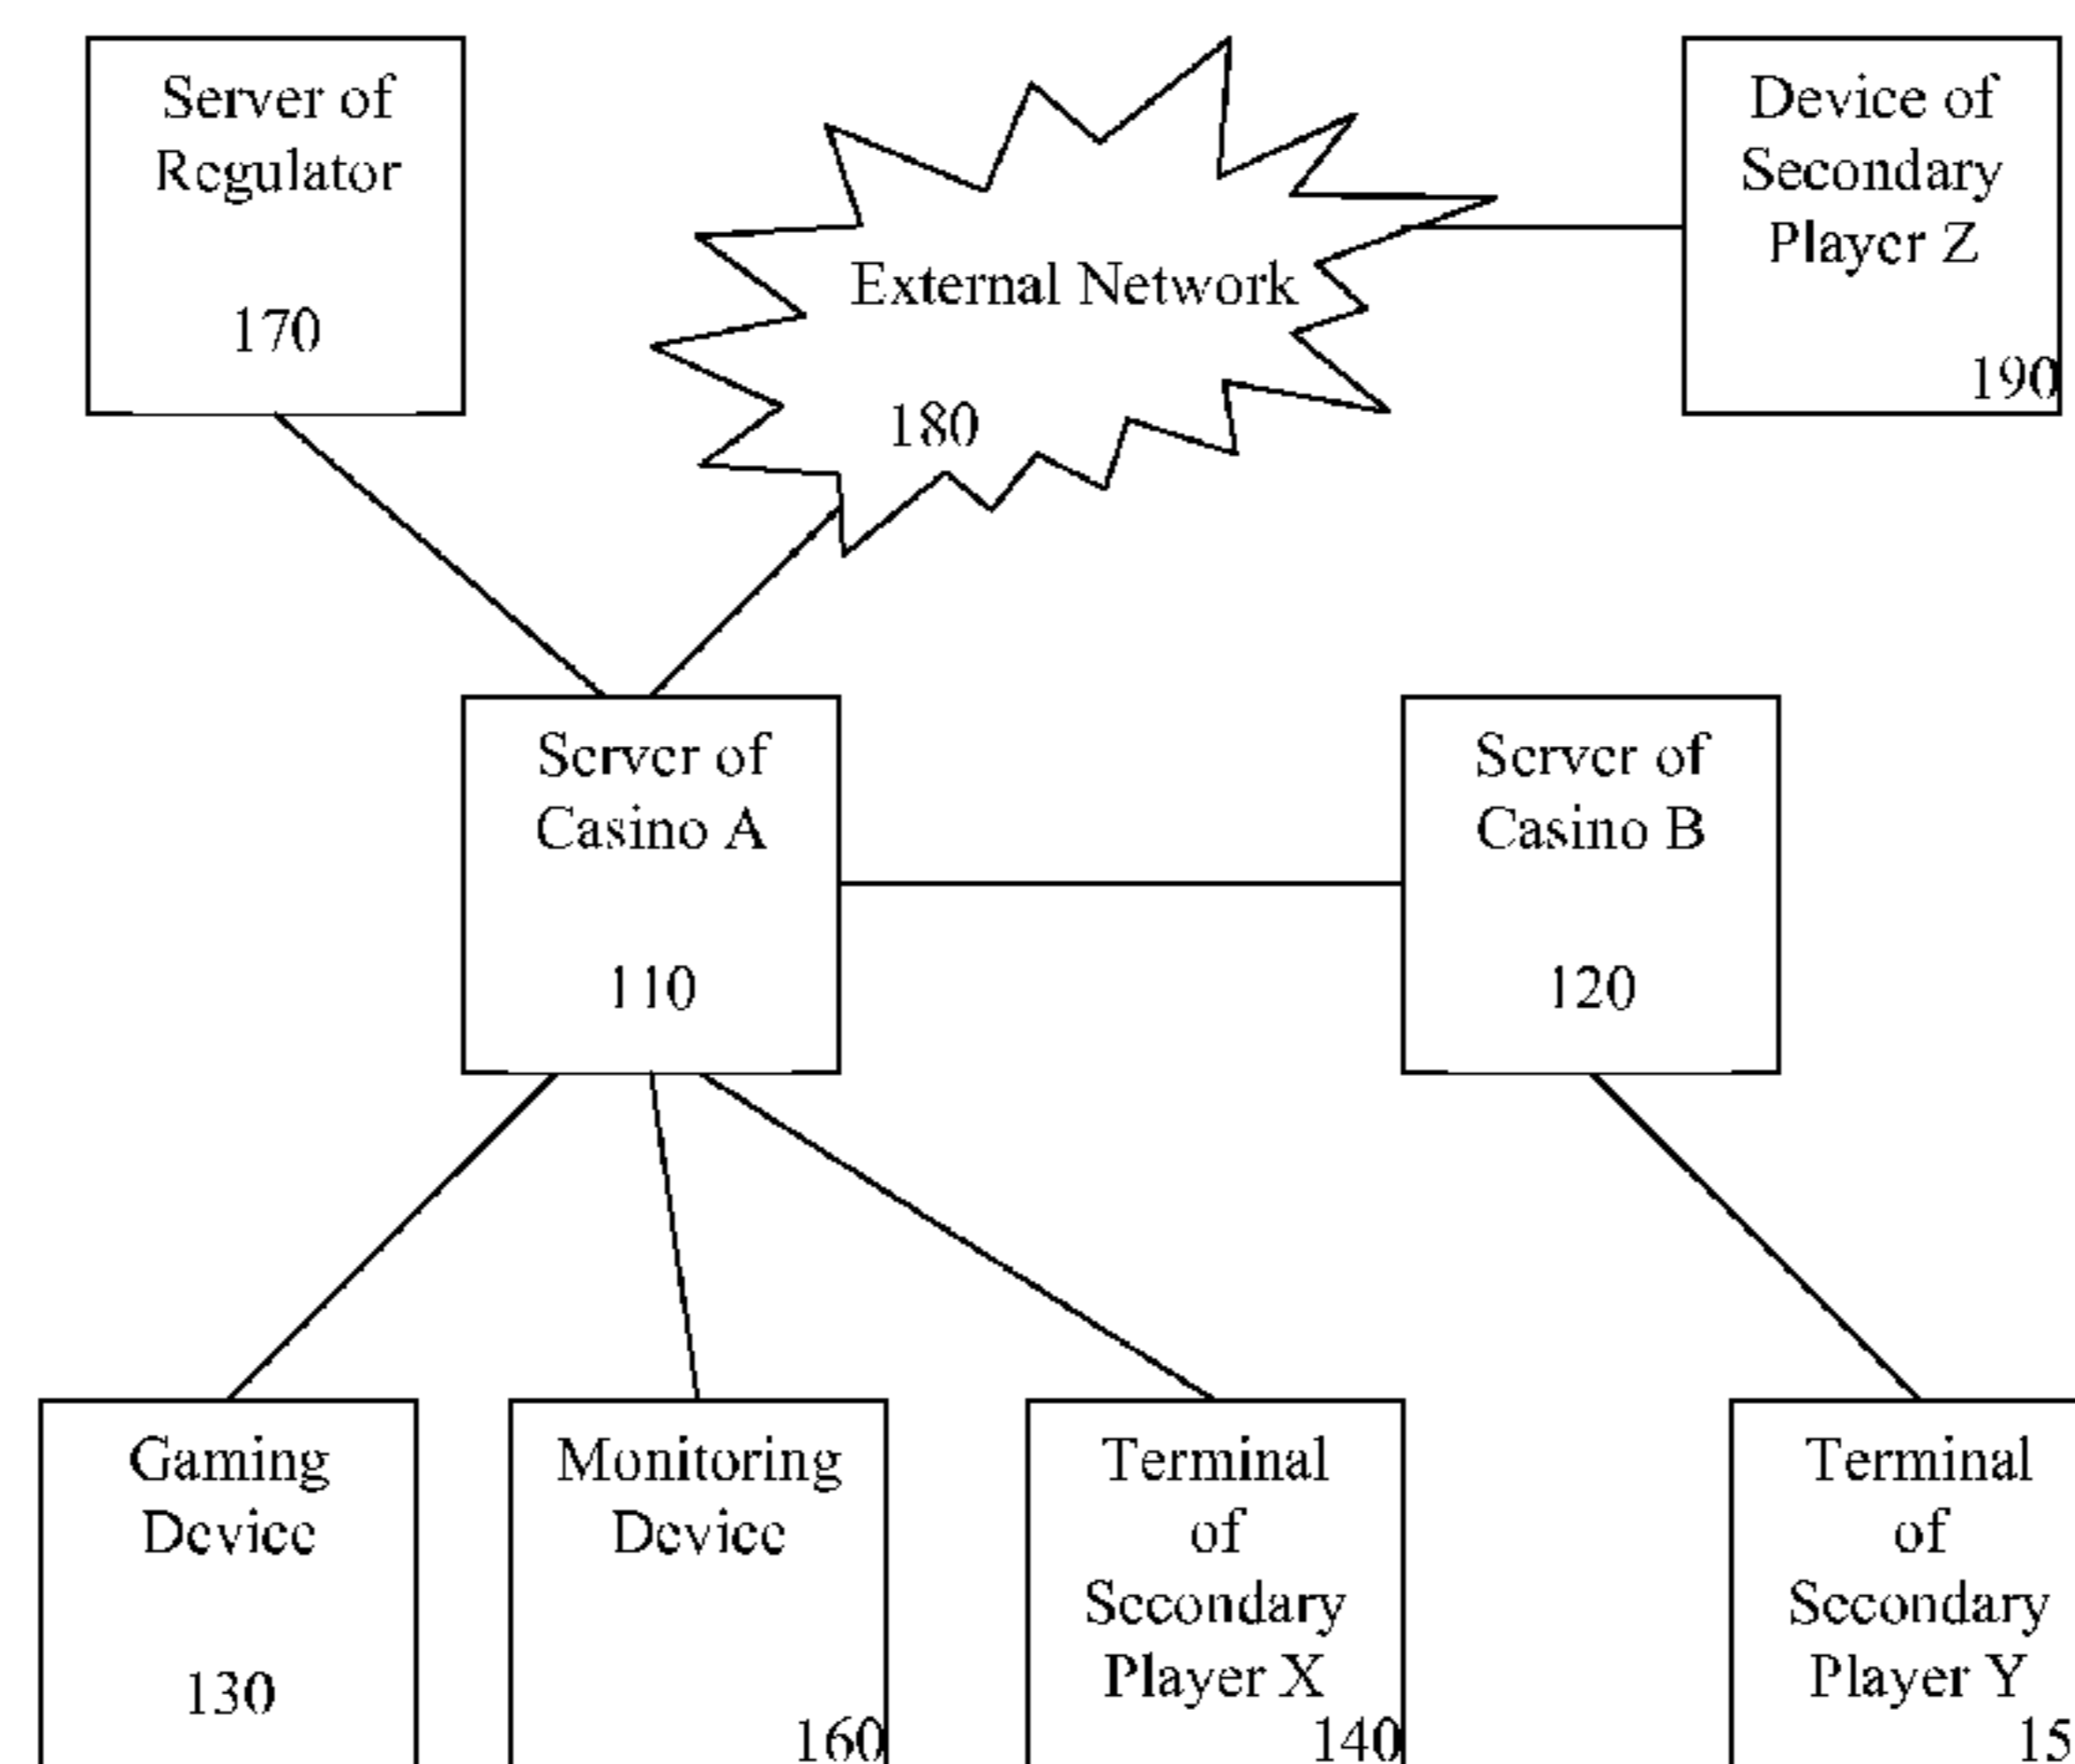 Server of
Regulator
170
External Network
180
Device of
Secondary
Player Z
190
Server of
Casino A
110
Server of
Casino B
120
Gaming
Device
130
Monitoring
Device
160
Terminal
of
Secondary
Player X
140
Terminal
of
Secondary
Player Y
15